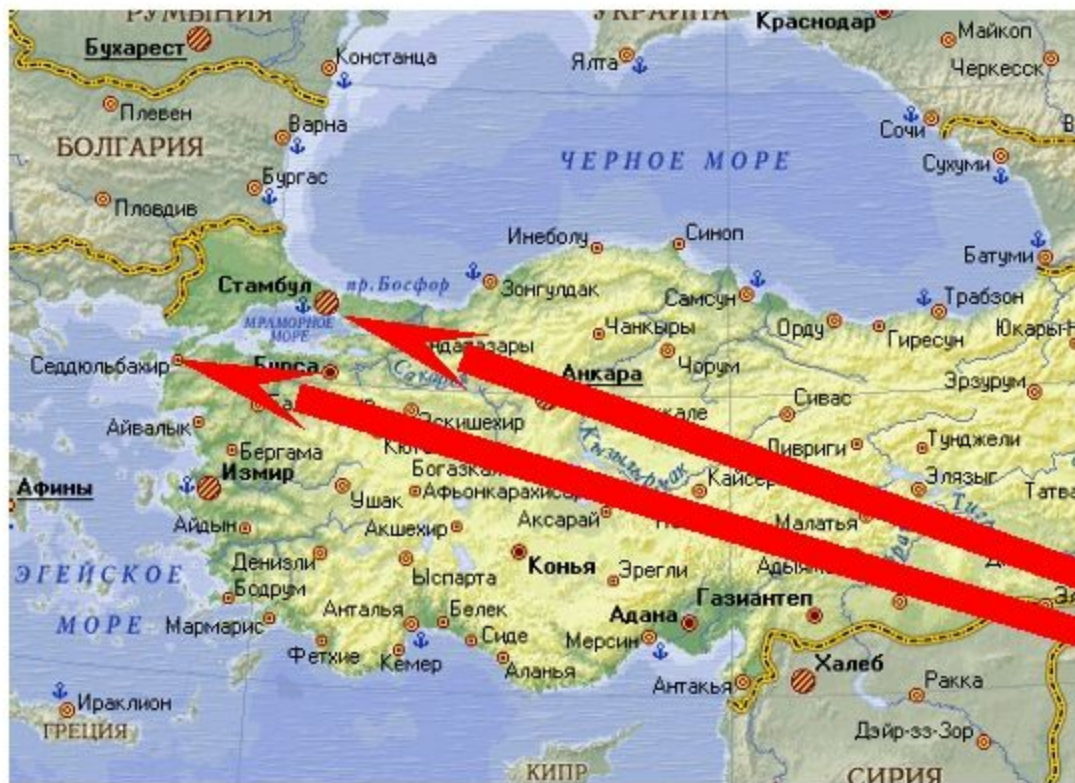 РУМЫНИЯ
УКРАИНА
Краснодар
Майкоп
Бухарест
Констанца
Ялта
Черкесск
Плевен
Варна
Сочи
БОЛГАРИЯ
ЧЕРНОЕ МОРЕ
Сухуми
Бургас
Пловдив
Инеболу
Синоп
Батуми
Стамбул
пр. Босфор
Зонгулдак
Самсун
Трабзон
МРАМОРНОЕ
МОРЕ
Чанкыры
Орду
Гиресун
Седдюльбахир
Бурса
Чорум
Анкара
Эрзурум
Сивас
Айвалык
Эскишехир
Дивриги
Тунджели
Бергама
Измир
Кызылырмак
Элязыг
Афины
Ушак
Афьонкарахисар
Аксарай
Малатья
Айдын
Акшехир
ЭГЕЙСКОЕ
МОРЕ
Денизли
Ыспарта
Конья
Эрегли
Бодрум
Анталья
Белек
Адана
Газиантеп
Мармарис
Фетхие
Кемер
Сиде
Мерсин
Аланья
Халеб
Антакья
Ракка
Ираклион
ГРЕЦИЯ
Дэйр-эз-Зор
КИПР
СИРИЯ